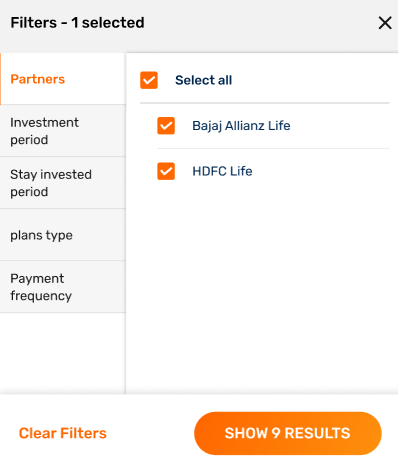 Filters - 1 selected
Partners
Investment
period
Stay invested
period
plans type
Payment
frequency
Select all
Bajaj Allianz Life
HDFC Life
Clear Filters
SHOW 9 RESULTS